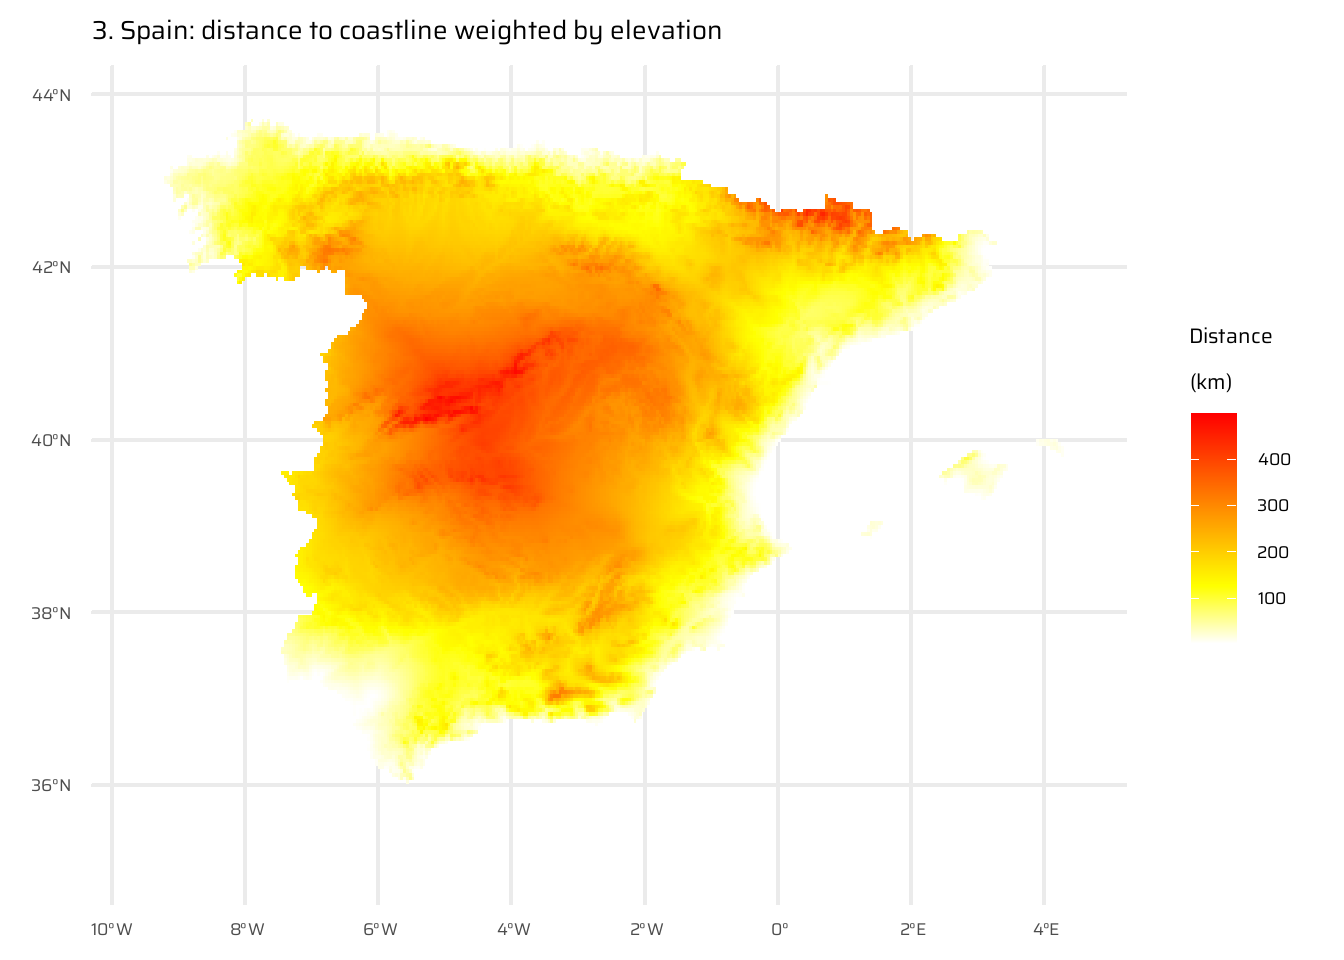 3. Spain: distance to coastline weighted by elevation
44°N
42°N
40°N
38°N
36°N
10°W 8°W 6°W 4°W 2°W 0° 2°E 4°E
Distance
(km)
400
300
200
100